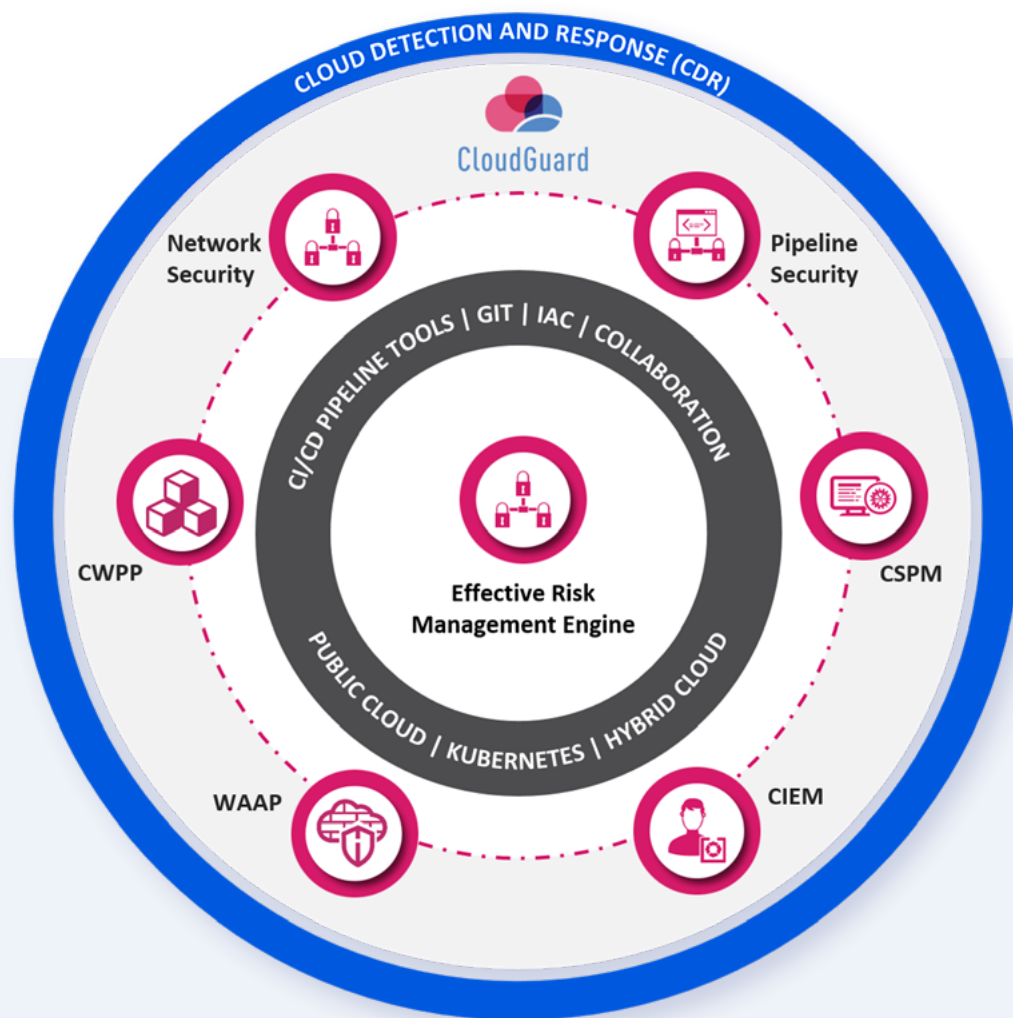 CLOUD DETECTION AND RESPONSE (CDR)
CloudGuard
Network
Security
Pipeline
Security
CI/CD PIPELINE TOOLS | GIT | IAC | COLLABORATION
CWPP
CSPM
Effective Risk
Management Engine
PUBLIC CLOUD | KUBERNETES | HYBRID CLOUD
WAAP
CIEM